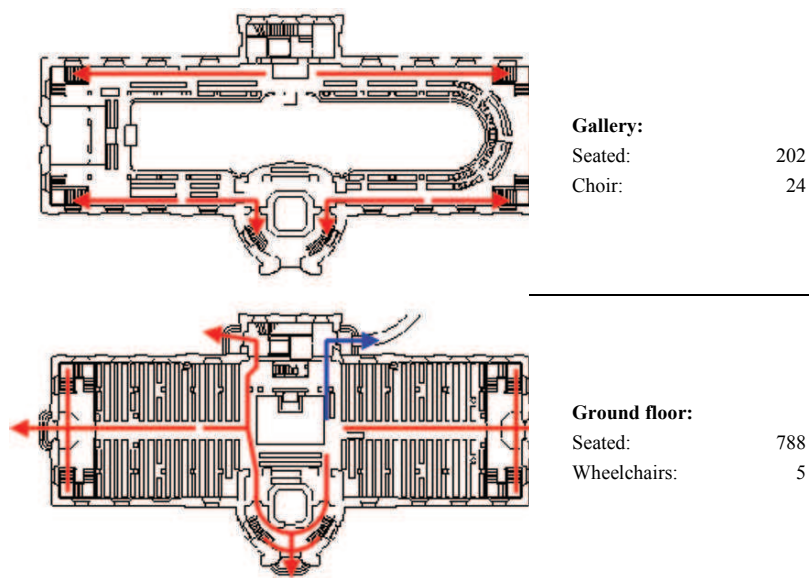 Gallery:
Seated: 202
Choir: 24
Ground floor:
Seated: 788
Wheelchairs: 5